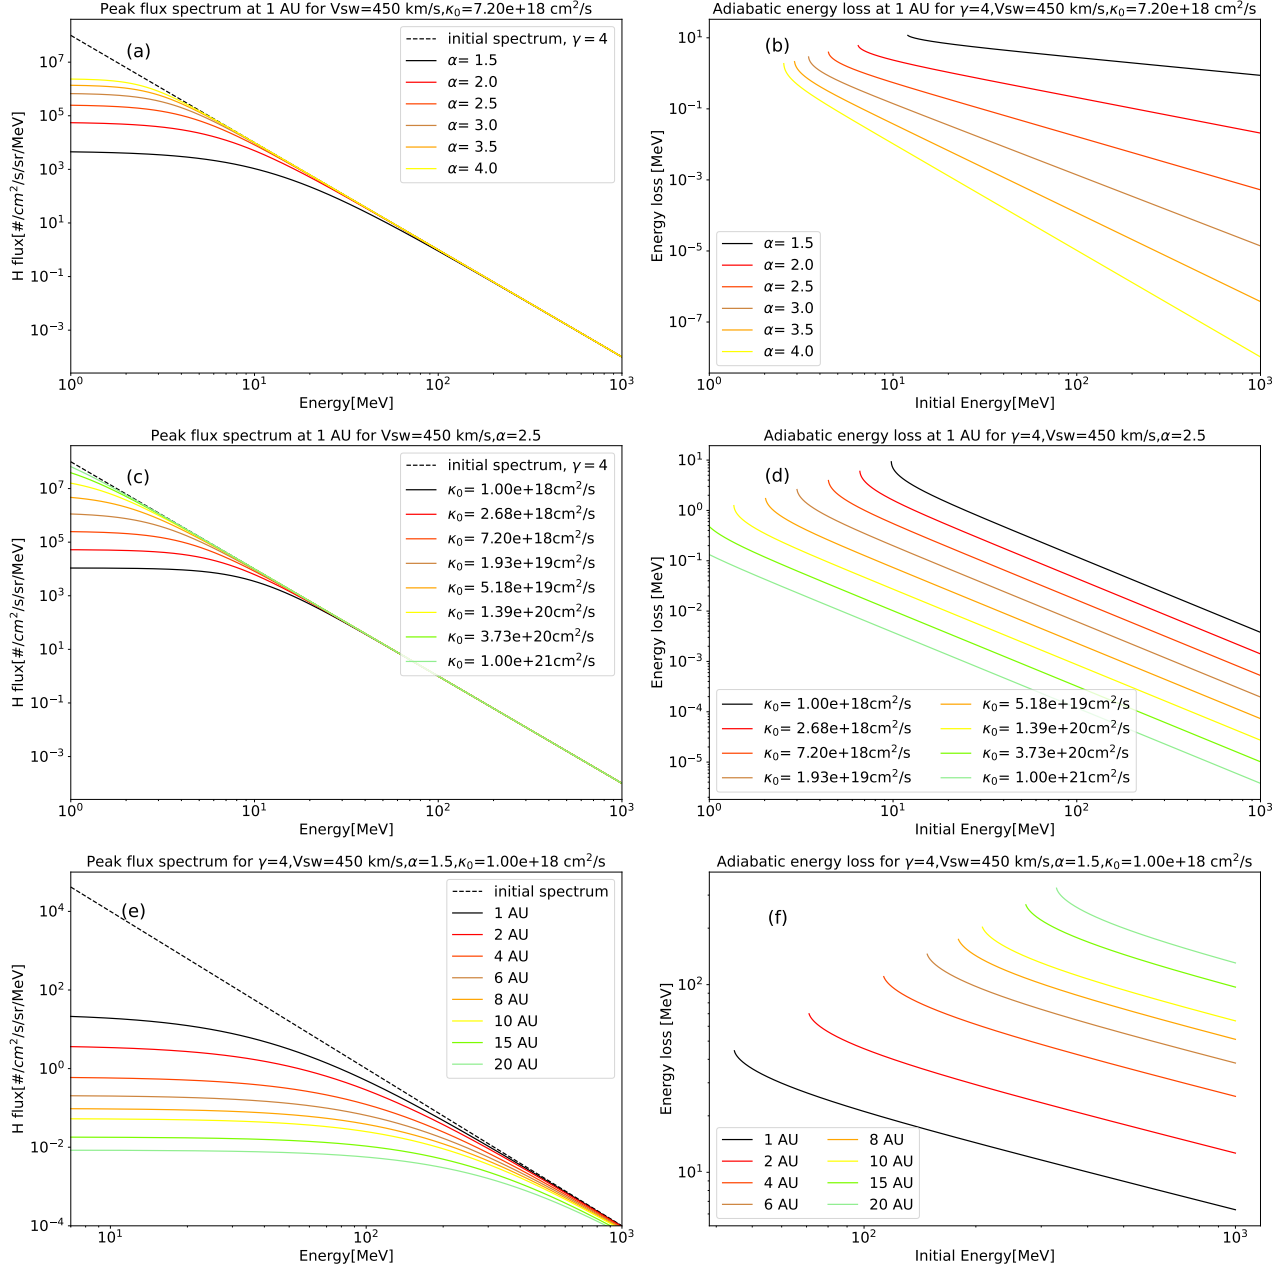 Peak flux spectrum at 1 AU for Vsw=450 km/s,κ₀=7.20e+18 cm²/s
(a)
initial spectrum, γ = 4
α= 1.5
α= 2.0
α= 2.5
α= 3.0
α= 3.5
α= 4.0
10⁷
10⁵
10³
10¹
10⁻¹
10⁻³
H flux[#/cm²/s/sr/MeV]
10⁰
10¹
10²
10³
Energy[MeV]
Adiabatic energy loss at 1 AU for γ=4,Vsw=450 km/s,κ₀=7.20e+18 cm²/s
(b)
10¹
10⁻¹
10⁻³
10⁻⁵
10⁻⁷
Energy loss [MeV]
α= 1.5
α= 2.0
α= 2.5
α= 3.0
α= 3.5
α= 4.0
10⁰
10¹
10²
10³
Initial Energy[MeV]
Peak flux spectrum at 1 AU for Vsw=450 km/s,α=2.5
(c)
initial spectrum, γ = 4
κ₀= 1.00e+18cm²/s
κ₀= 2.68e+18cm²/s
κ₀= 7.20e+18cm²/s
κ₀= 1.93e+19cm²/s
κ₀= 5.18e+19cm²/s
κ₀= 1.39e+20cm²/s
κ₀= 3.73e+20cm²/s
κ₀= 1.00e+21cm²/s
10⁷
10⁵
10³
10¹
10⁻¹
10⁻³
H flux[#/cm²/s/sr/MeV]
10⁰
10¹
10²
10³
Energy[MeV]
Adiabatic energy loss at 1 AU for γ=4,Vsw=450 km/s,α=2.5
(d)
10¹
10⁰
10⁻¹
10⁻²
10⁻³
10⁻⁴
10⁻⁵
Energy loss [MeV]
κ₀= 1.00e+18cm²/s
κ₀= 2.68e+18cm²/s
κ₀= 7.20e+18cm²/s
κ₀= 1.93e+19cm²/s
κ₀= 5.18e+19cm²/s
κ₀= 1.39e+20cm²/s
κ₀= 3.73e+20cm²/s
κ₀= 1.00e+21cm²/s
10⁰
10¹
10²
10³
Initial Energy[MeV]
Peak flux spectrum for γ=4,Vsw=450 km/s,α=1.5,κ₀=1.00e+18 cm²/s
(e)
initial spectrum
1 AU
2 AU
4 AU
6 AU
8 AU
10 AU
15 AU
20 AU
10⁴
10²
10⁰
10⁻²
10⁻⁴
H flux[#/cm²/s/sr/MeV]
10¹
10²
10³
Energy[MeV]
Adiabatic energy loss for γ=4,Vsw=450 km/s,α=1.5,κ₀=1.00e+18 cm²/s
(f)
10²
10¹
Energy loss [MeV]
1 AU
2 AU
4 AU
6 AU
8 AU
10 AU
15 AU
20 AU
10²
10³
Initial Energy[MeV]